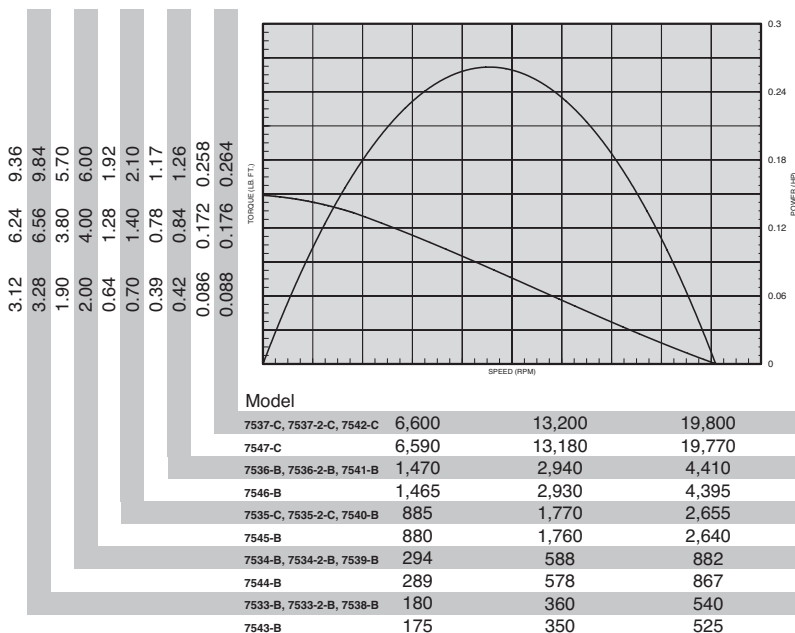 9.36 9.84 5.70 6.00 1.92 2.10 1.17 1.26 0.258 0.264
6.24 6.56 3.80 4.00 1.28 1.40 0.78 0.84 0.172 0.176
3.12 3.28 1.90 2.00 0.64 0.70 0.39 0.42 0.086 0.088
TORQUE (LB. FT.)
0.3
0.24
0.18
0.12
0.06
0
POWER (HP)
SPEED (RPM)
Model
7537-C, 7537-2-C, 7542-C 6,600 13,200 19,800
7547-C 6,590 13,180 19,770
7536-B, 7536-2-B, 7541-B 1,470 2,940 4,410
7546-B 1,465 2,930 4,395
7535-C, 7535-2-C, 7540-B 885 1,770 2,655
7545-B 880 1,760 2,640
7534-B, 7534-2-B, 7539-B 294 588 882
7544-B 289 578 867
7533-B, 7533-2-B, 7538-B 180 360 540
7543-B 175 350 525